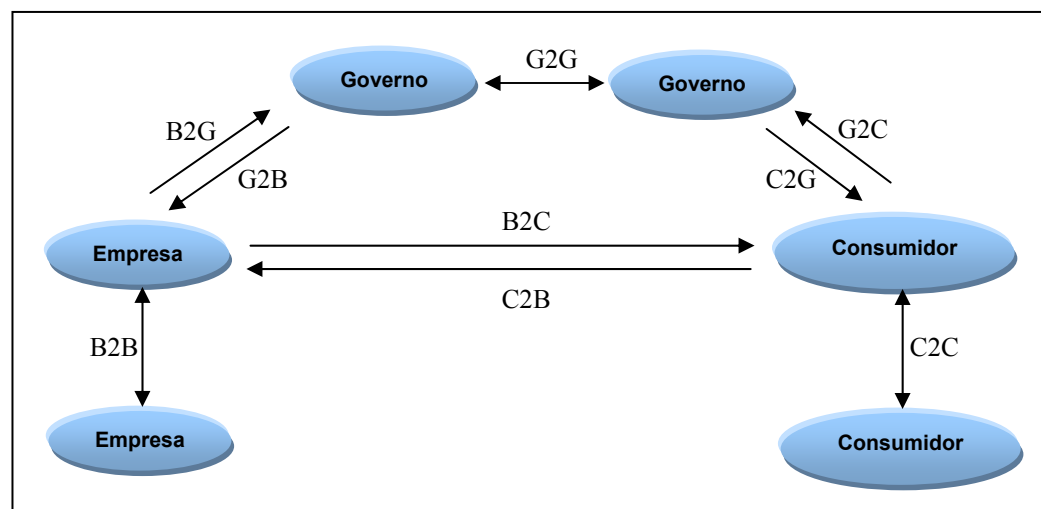 Governo
G2G
Governo
B2G
G2B
G2C
C2G
Empresa
B2C
C2B
Consumidor
B2B
C2C
Empresa
Consumidor